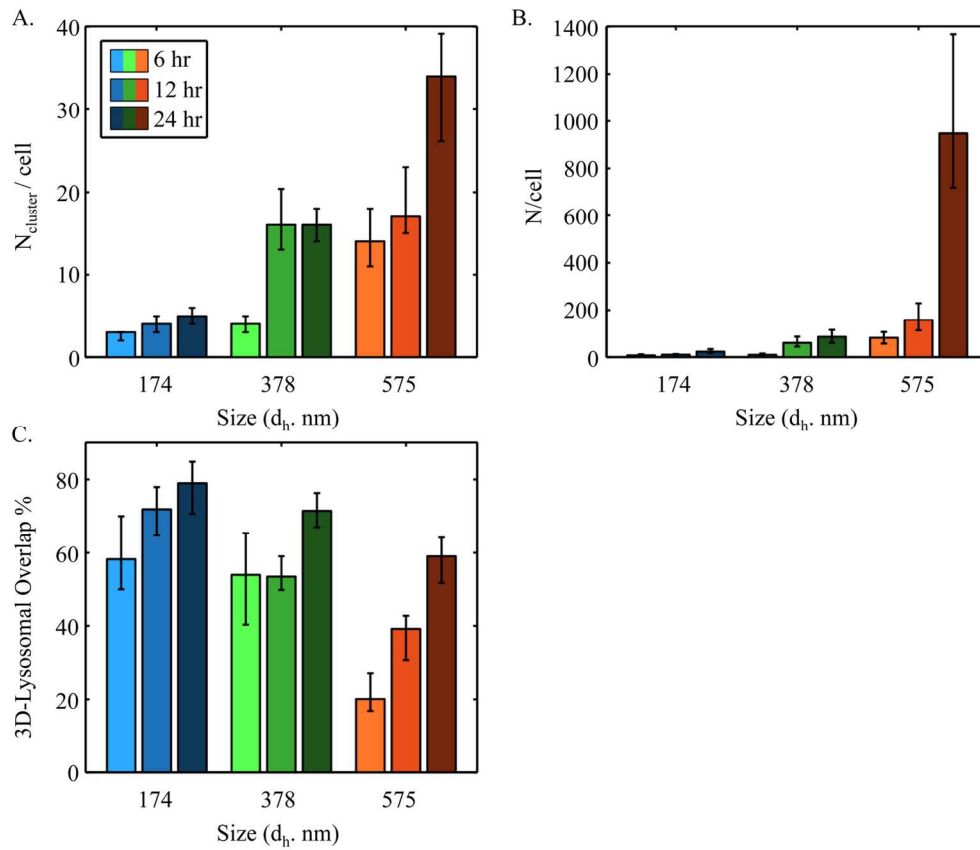 A.
40
30
20
10
0
N_cluster / cell
6 hr
12 hr
24 hr
174 378 575
Size (d_h. nm)
B.
1400
1200
1000
800
600
400
200
0
N/cell
174 378 575
Size (d_h. nm)
C.
80
60
40
20
0
3D-Lysosomal Overlap %
174 378 575
Size (d_h. nm)